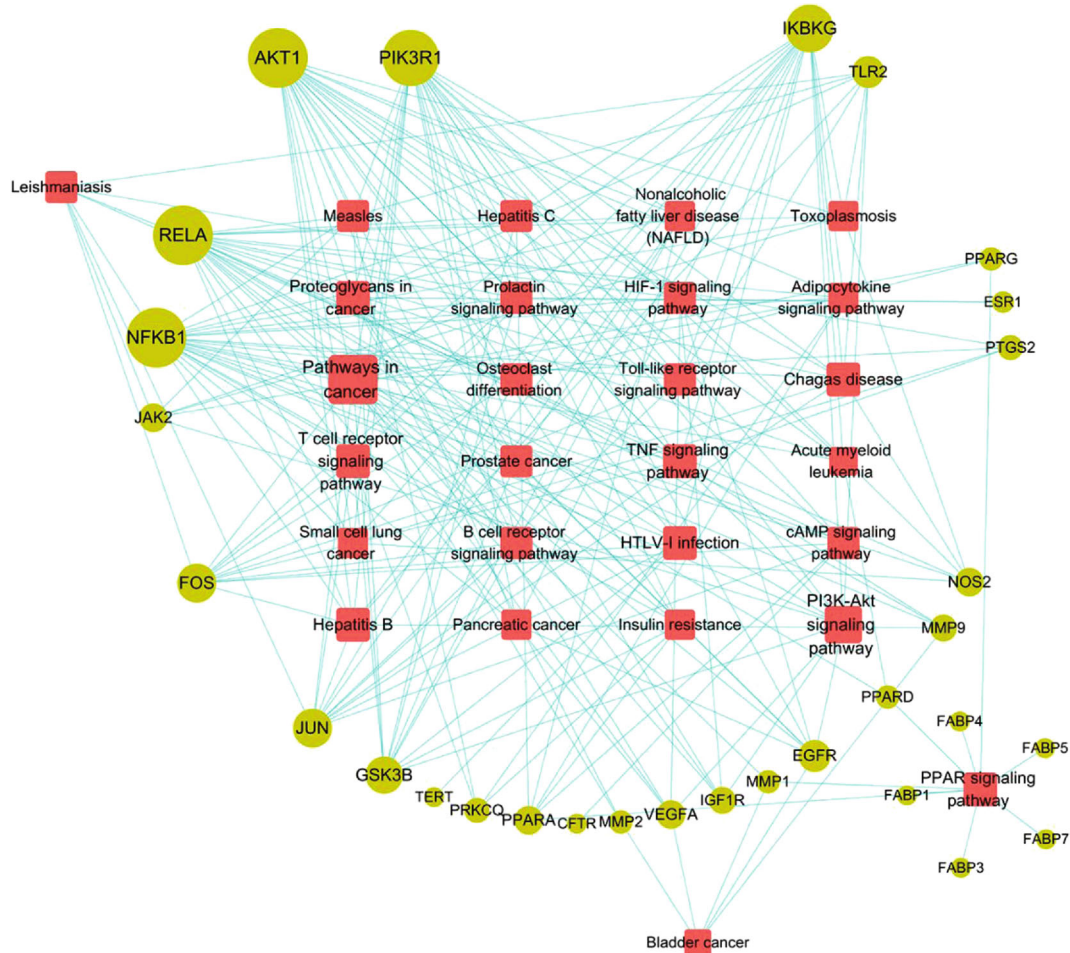 IKBKG
AKT1
PIK3R1
TLR2
Leishmaniasis
Measles
Hepatitis C
Nonalcoholic
fatty liver disease
(NAFLD)
Toxoplasmosis
RELA
PPARG
Proteoglycans in
cancer
Prolactin
signaling pathway
HIF-1 signaling
pathway
Adipocytokine
signaling pathway
ESR1
NFKB1
PTGS2
Pathways in
cancer
Osteoclast
differentiation
Toll-like receptor
signaling pathway
Chagas disease
JAK2
T cell receptor
signaling
pathway
Prostate cancer
TNF signaling
pathway
Acute myeloid
leukemia
Small cell lung
cancer
B cell receptor
signaling pathway
HTLV-I infection
cAMP signaling
pathway
FOS
NOS2
Hepatitis B
Pancreatic cancer
Insulin resistance
PI3K-Akt
signaling
pathway
MMP9
PPARD
JUN
FABP4
EGFR
FABP5
GSK3B
TERT
PRKCQ
PPARA
CFTR
MMP2
VEGFA
IGF1R
MMP1
FABP1
PPAR signaling
pathway
FABP7
FABP3
Bladder cancer